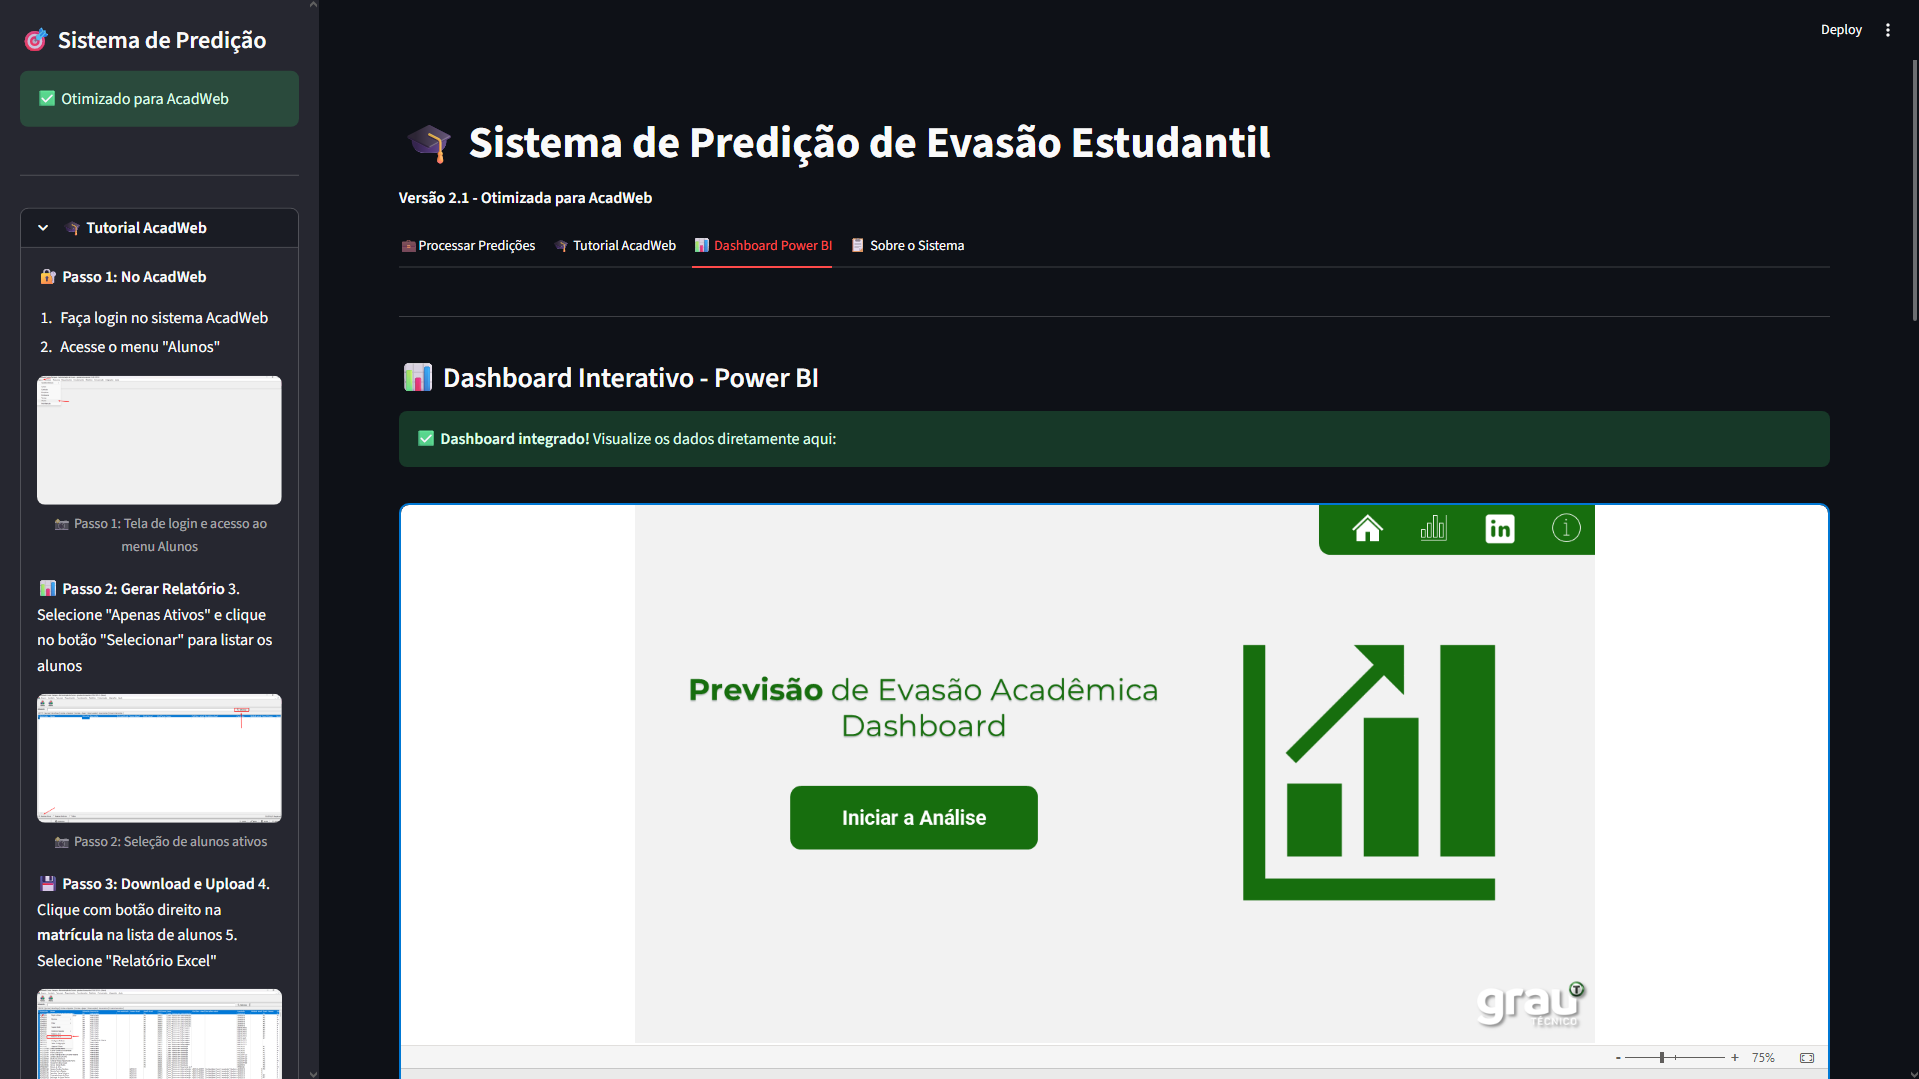 Sistema de Predição
Otimizado para AcadWeb
Tutorial AcadWeb
Passo 1: No AcadWeb
1. Faça login no sistema AcadWeb
2. Acesse o menu "Alunos"
Passo 1: Tela de login e acesso ao
menu Alunos
Passo 2: Gerar Relatório 3.
Selecione "Apenas Ativos" e clique
no botão "Selecionar" para listar os
alunos
Passo 2: Seleção de alunos ativos
Passo 3: Download e Upload 4.
Clique com botão direito na
matrícula na lista de alunos 5.
Selecione "Relatório Excel"
Deploy
Sistema de Predição de Evasão Estudantil
Versão 2.1 - Otimizada para AcadWeb
Processar Predições
Tutorial AcadWeb
Dashboard Power BI
Sobre o Sistema
Dashboard Interativo - Power BI
Dashboard integrado! Visualize os dados diretamente aqui:
in
Previsão de Evasão Acadêmica
Dashboard
Iniciar a Análise
grau T
TÉCNICO
- + 75%